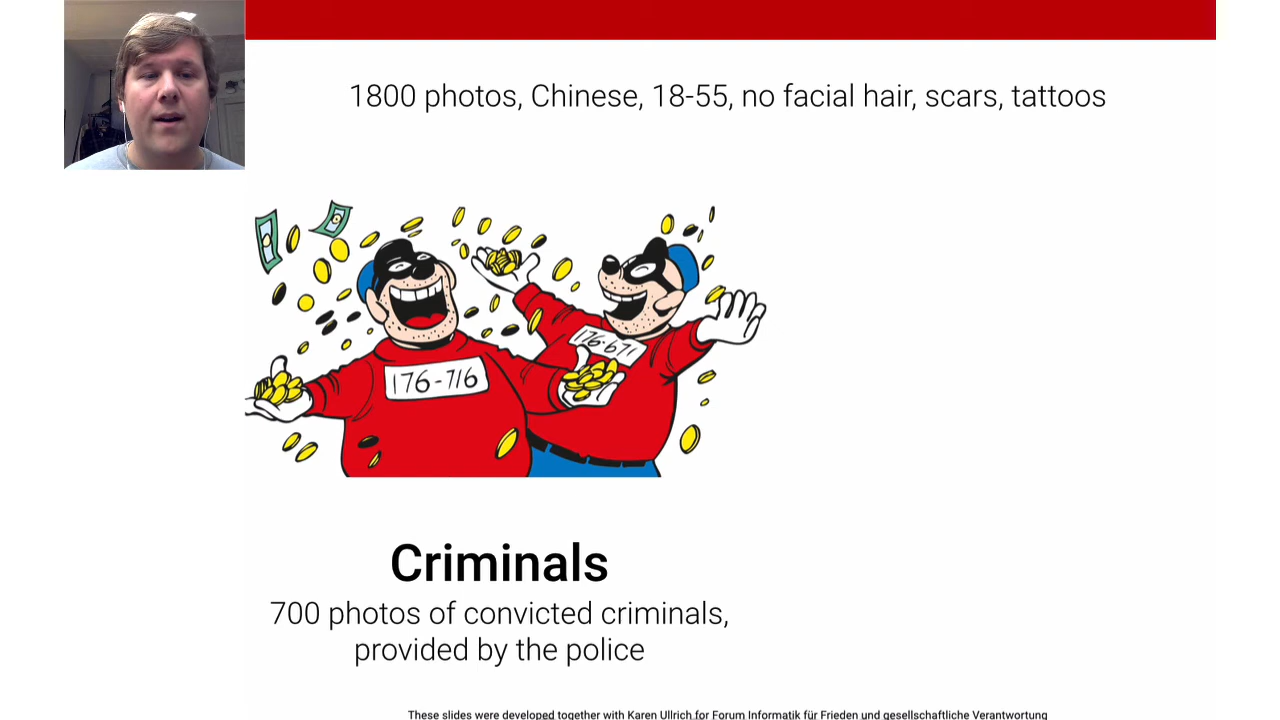 1800 photos, Chinese, 18-55, no facial hair, scars, tattoos
176-716
176-671
Criminals
700 photos of convicted criminals,
provided by the police
These slides were developed together with Karen Ullrich for Forum Informatik für Frieden und gesellschaftliche Verantwortung